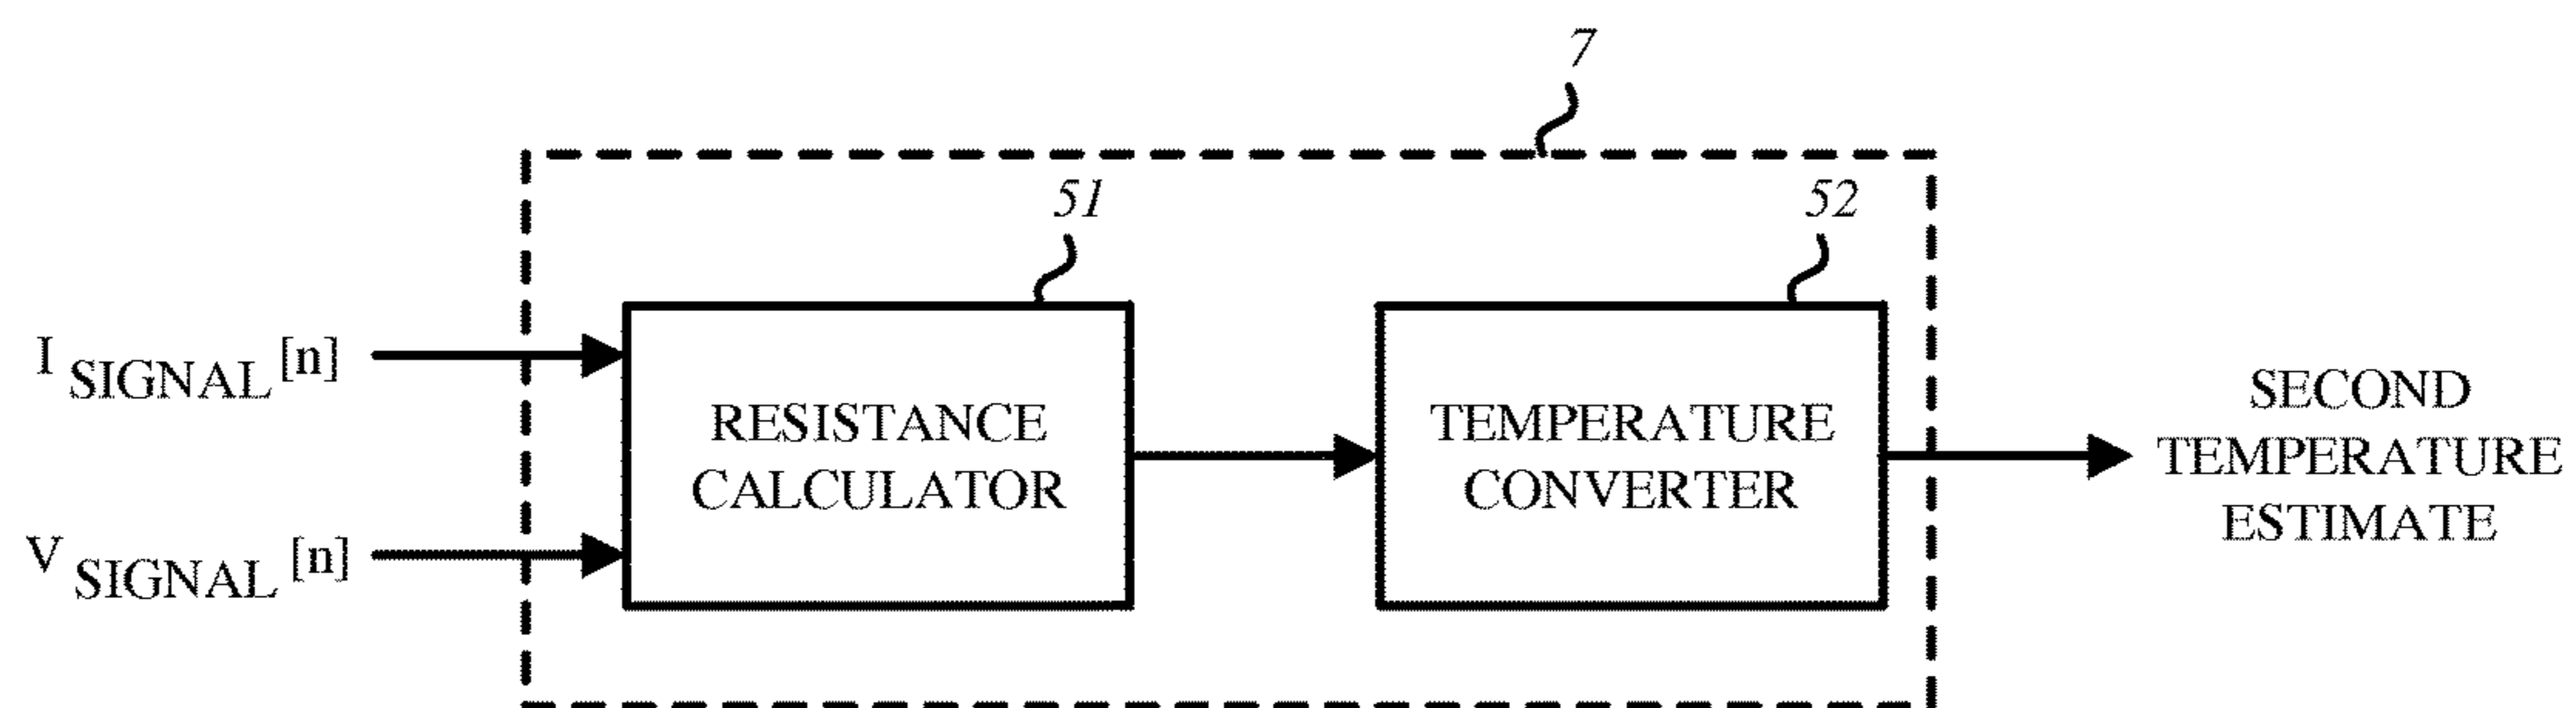 7
51
52
I SIGNAL [n]
V SIGNAL [n]
RESISTANCE
CALCULATOR
TEMPERATURE
CONVERTER
SECOND
TEMPERATURE
ESTIMATE